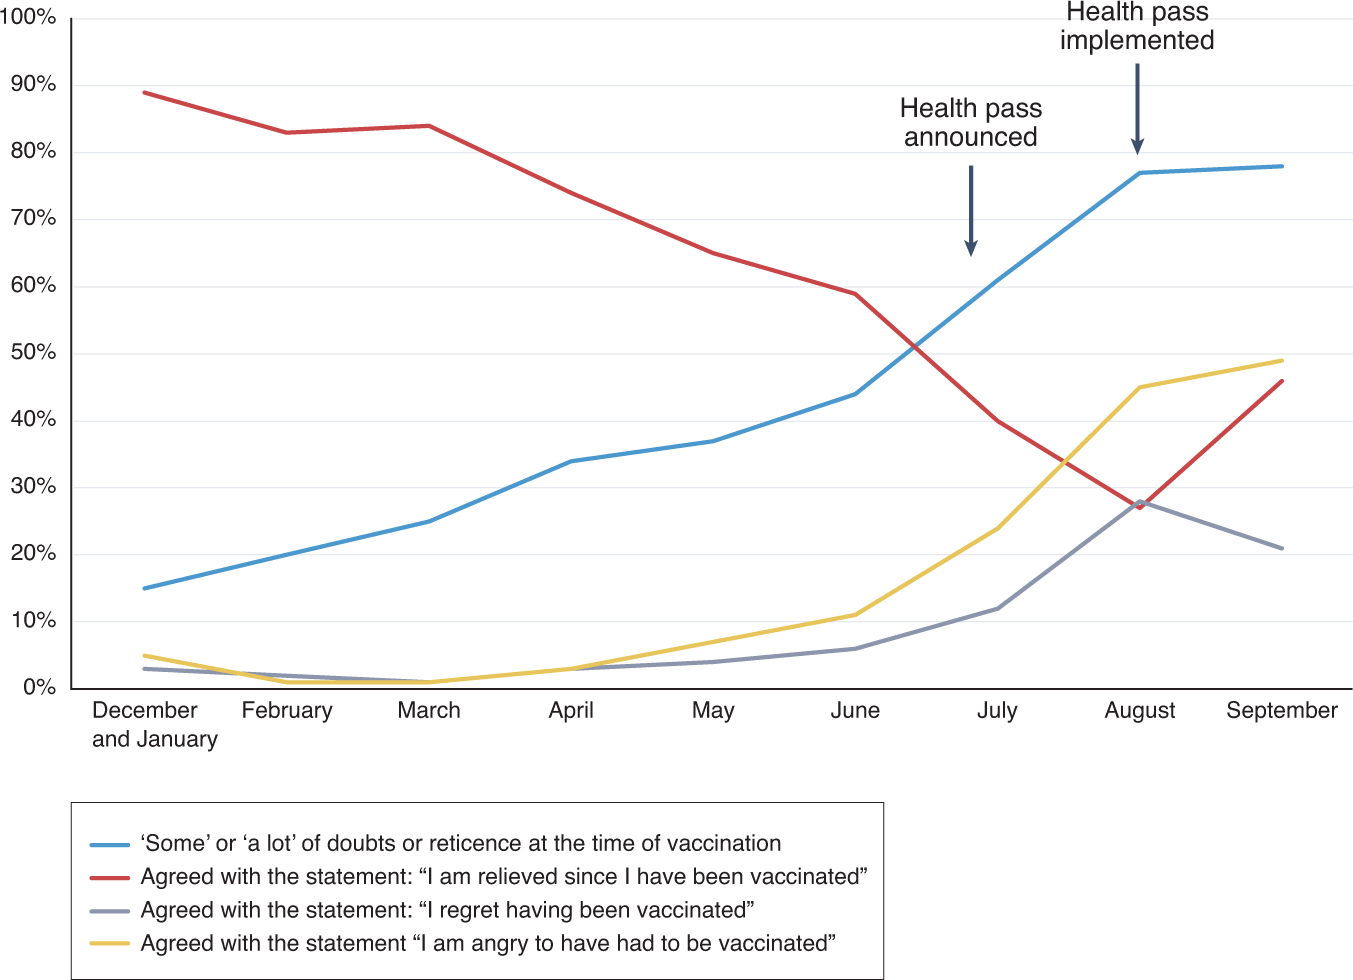 100%
90%
80%
70%
60%
50%
40%
30%
20%
10%
0%
Health pass
implemented
Health pass
announced
December
and January
February
March
April
May
June
July
August
September
‘Some’ or ‘a lot’ of doubts or reticence at the time of vaccination
Agreed with the statement: “I am relieved since I have been vaccinated”
Agreed with the statement: “I regret having been vaccinated”
Agreed with the statement “I am angry to have had to be vaccinated”